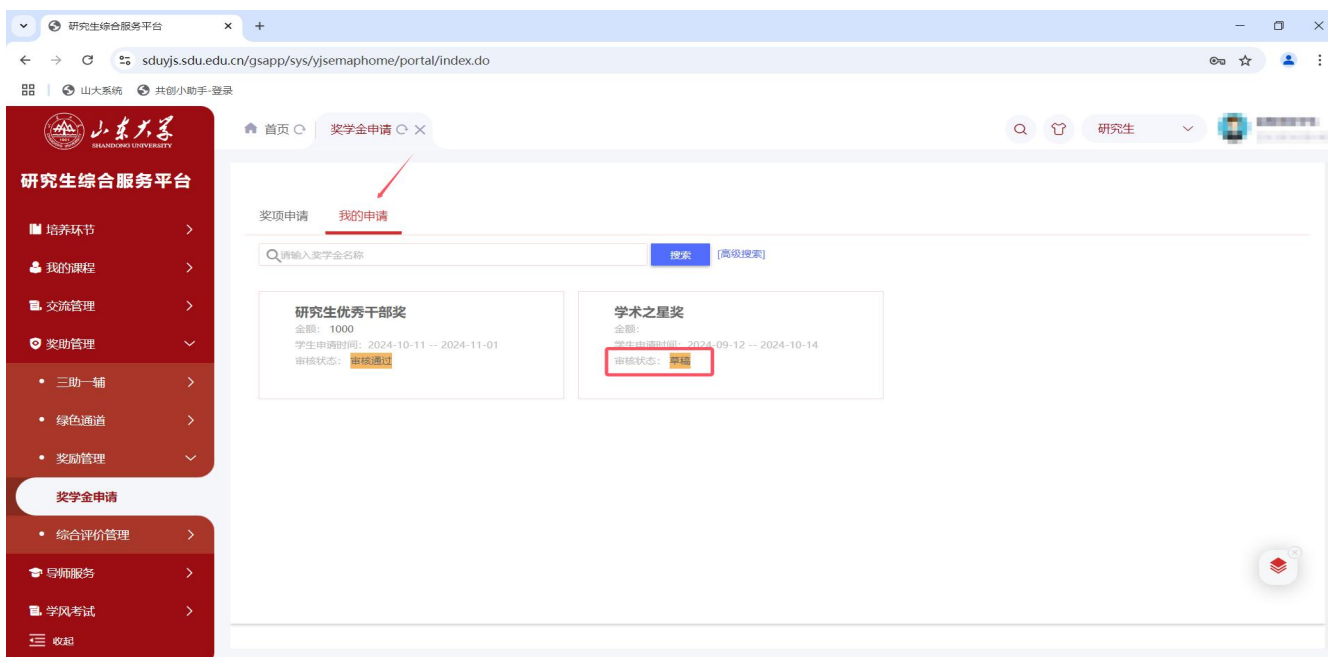 研究生综合服务平台
sduyjs.sdu.edu.cn/gsapp/sys/yjsemaphome/portal/index.do
山大系统 共创小助手-登录
山东大学
SHANDONG UNIVERSITY
首页 奖学金申请
研究生
研究生综合服务平台
培养环节
我的课程
交流管理
奖助管理
三助一辅
绿色通道
奖励管理
奖学金申请
综合评价管理
导师服务
学风考试
收起
奖项申请 我的申请
请输入奖学金名称 搜索 [高级搜索]
研究生优秀干部奖
金额: 1000
学生申请时间: 2024-10-11 -- 2024-11-01
审核状态: 审核通过
学术之星奖
金额:
学生申请时间: 2024-09-12 -- 2024-10-14
审核状态: 草稿